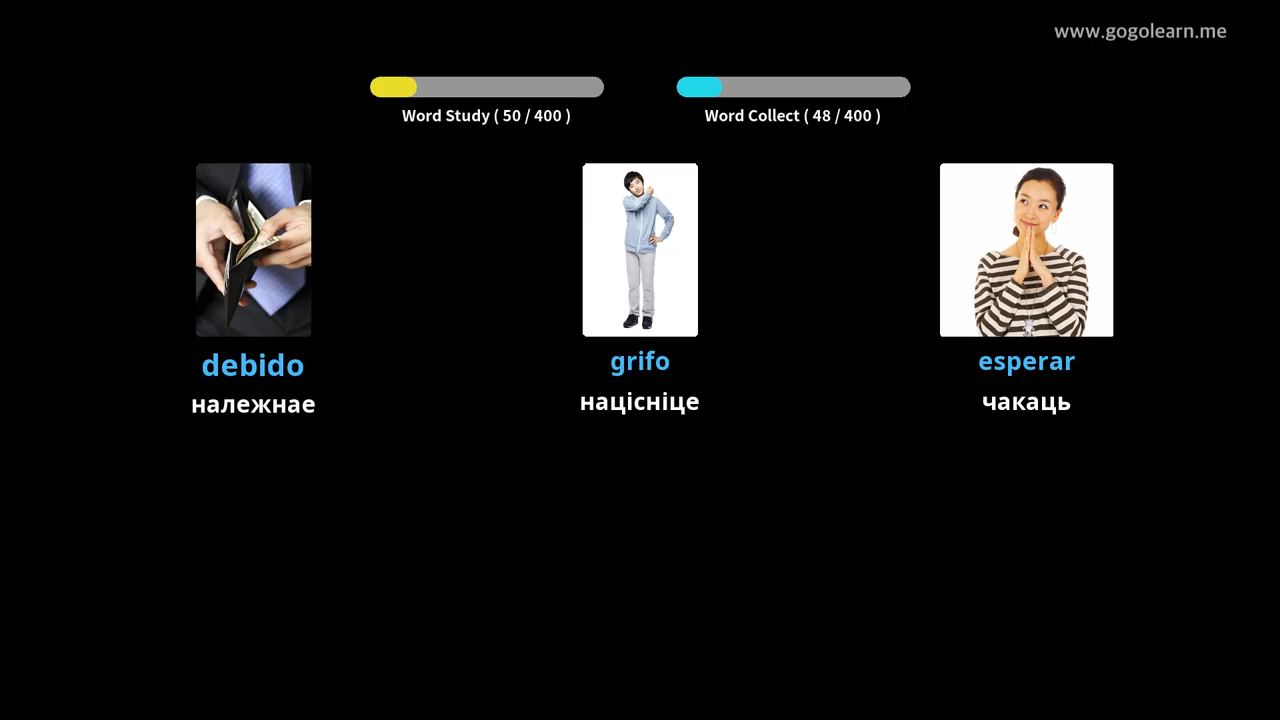 www.gogolearn.me
Word Study ( 50 / 400 )
Word Collect ( 48 / 400 )
debido
grifo
esperar
належнае
націсніце
чакаць